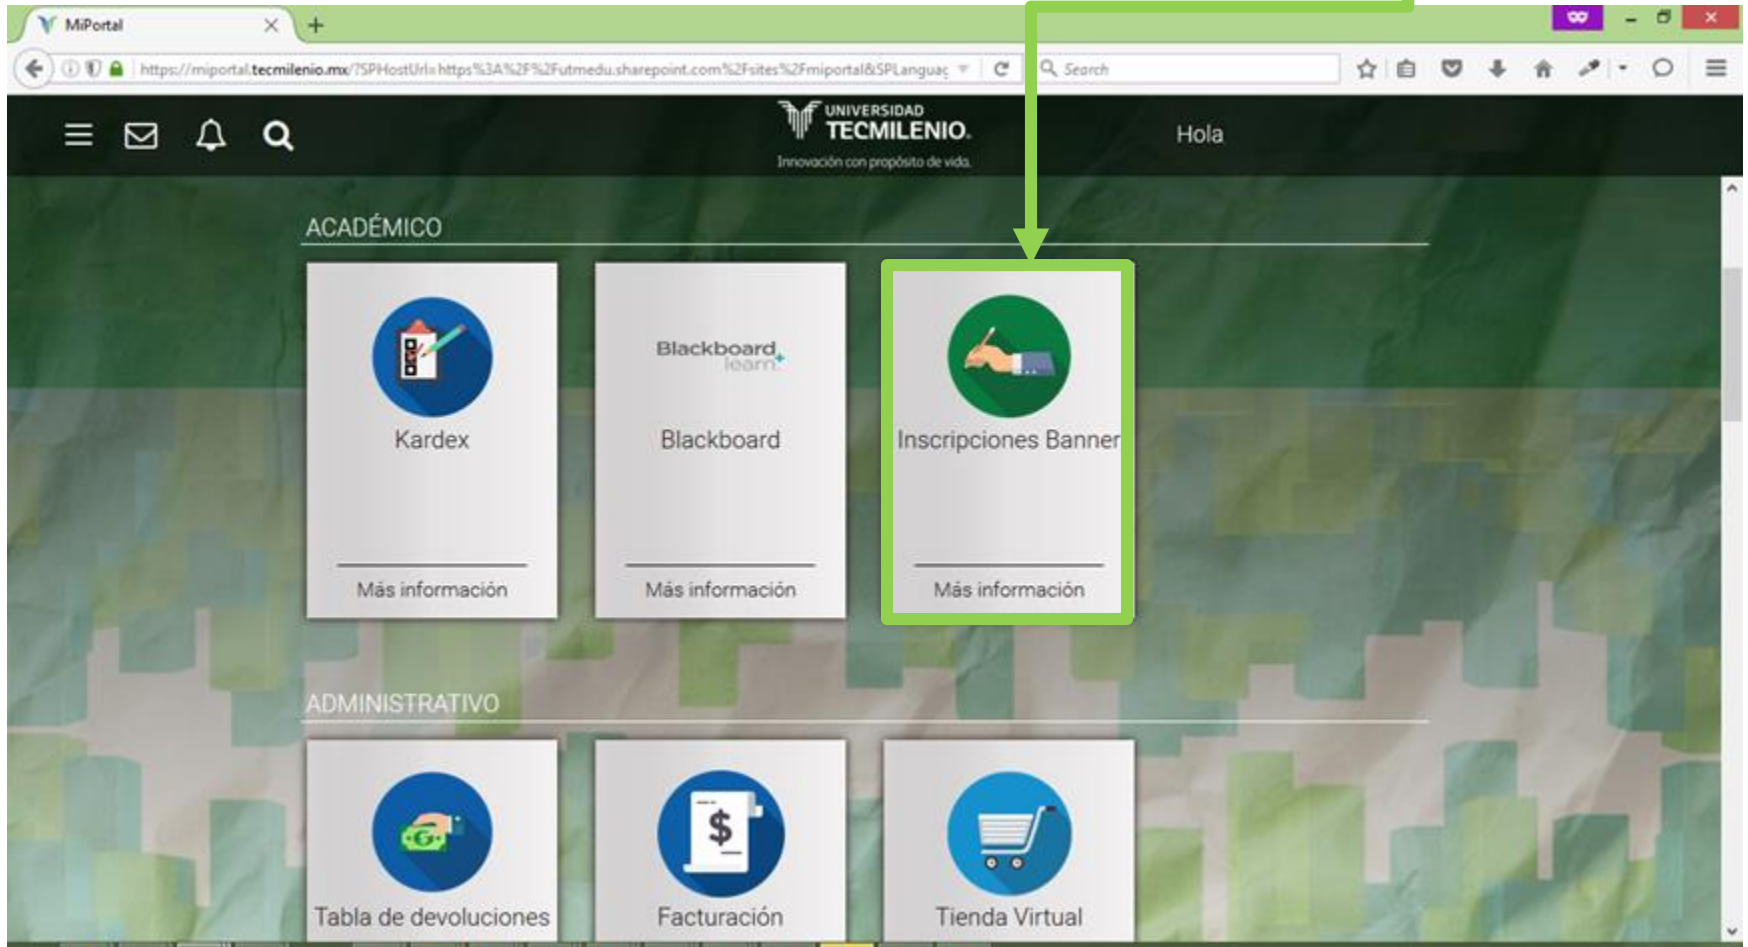 MiPortal
https://miportal.tecmilenio.mx/?SPHostUrl=https%3A%2F%2Futmedu.sharepoint.com%2Fsites%2Fmiportal&SPLanguag
Search
UNIVERSIDAD
TECMILENIO.
Innovación con propósito de vida.
Hola
ACADÉMICO
Blackboard
learn+
Kardex
Blackboard
Inscripciones Banner
Más información
Más información
Más información
ADMINISTRATIVO
$
Tabla de devoluciones
Facturación
Tienda Virtual